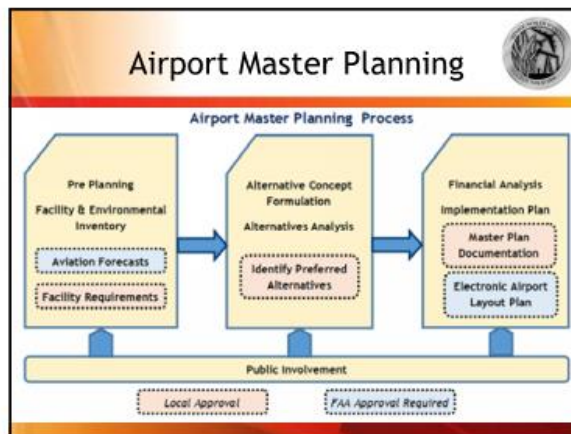 Airport Master Planning
Airport Master Planning Process
Pre Planning
Facility & Environmental
Inventory
Aviation Forecasts
Facility Requirements
Alternative Concept
Formulation
Alternatives Analysis
Identify Preferred
Alternatives
Financial Analysis
Implementation Plan
Master Plan
Documentation
Electronic Airport
Layout Plan
Public Involvement
Local Approval
FAA Approval Required